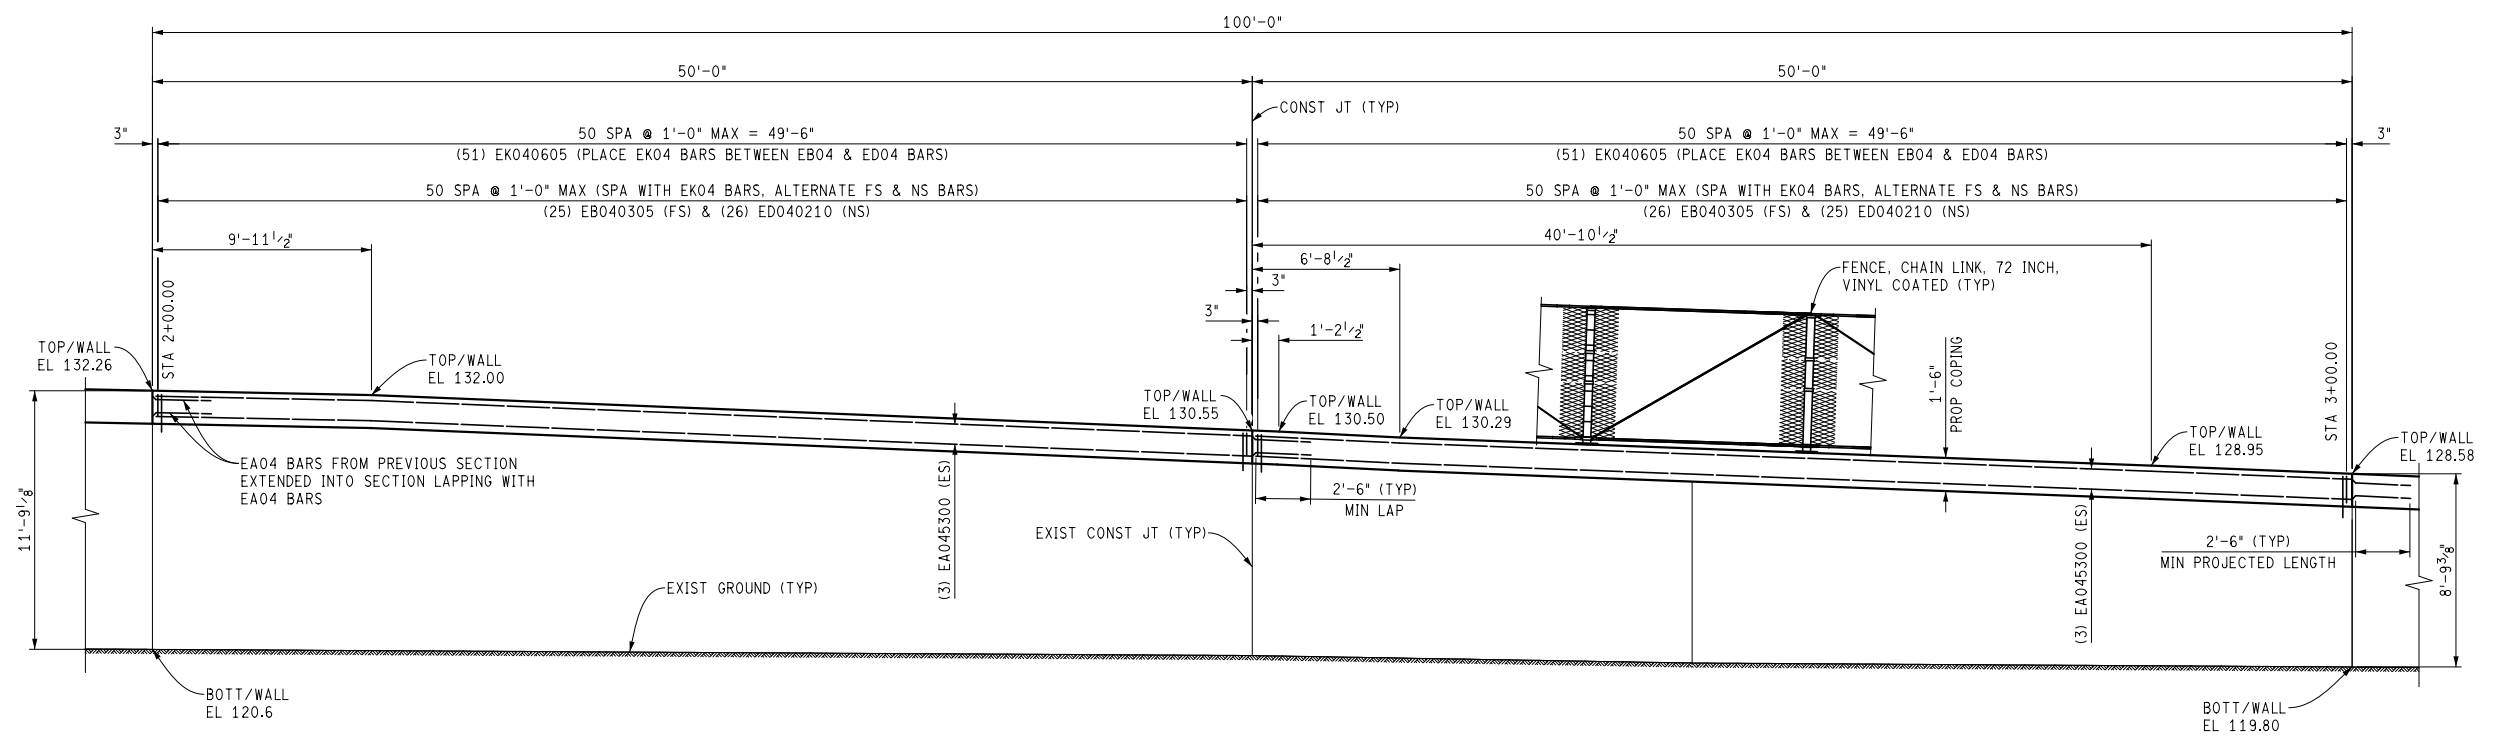 100'-0"
50'-0"
50'-0"
CONST JT (TYP)
3"
50 SPA @ 1'-0" MAX = 49'-6"
(51) EK040605 (PLACE EK04 BARS BETWEEN EB04 & ED04 BARS)
50 SPA @ 1'-0" MAX = 49'-6"
(51) EK040605 (PLACE EK04 BARS BETWEEN EB04 & ED04 BARS)
3"
50 SPA @ 1'-0" MAX (SPA WITH EK04 BARS, ALTERNATE FS & NS BARS)
(25) EB040305 (FS) & (26) ED040210 (NS)
50 SPA @ 1'-0" MAX (SPA WITH EK04 BARS, ALTERNATE FS & NS BARS)
(26) EB040305 (FS) & (25) ED040210 (NS)
9'-11 1/2"
40'-10 1/2"
6'-8 1/2"
3"
3"
1'-2 1/2"
FENCE, CHAIN LINK, 72 INCH,
VINYL COATED (TYP)
STA 2+00.00
TOP/WALL
EL 132.26
TOP/WALL
EL 132.00
TOP/WALL
EL 130.55
TOP/WALL
EL 130.50
TOP/WALL
EL 130.29
1'-6"
PROP COPING
TOP/WALL
EL 128.95
STA 3+00.00
TOP/WALL
EL 128.58
EA04 BARS FROM PREVIOUS SECTION
EXTENDED INTO SECTION LAPPING WITH
EA04 BARS
11'-9 1/8"
(3) EA045300 (ES)
2'-6" (TYP)
MIN LAP
EXIST CONST JT (TYP)
(3) EA045300 (ES)
2'-6" (TYP)
MIN PROJECTED LENGTH
8'-9 3/8"
EXIST GROUND (TYP)
BOTT/WALL
EL 120.6
BOTT/WALL
EL 119.80